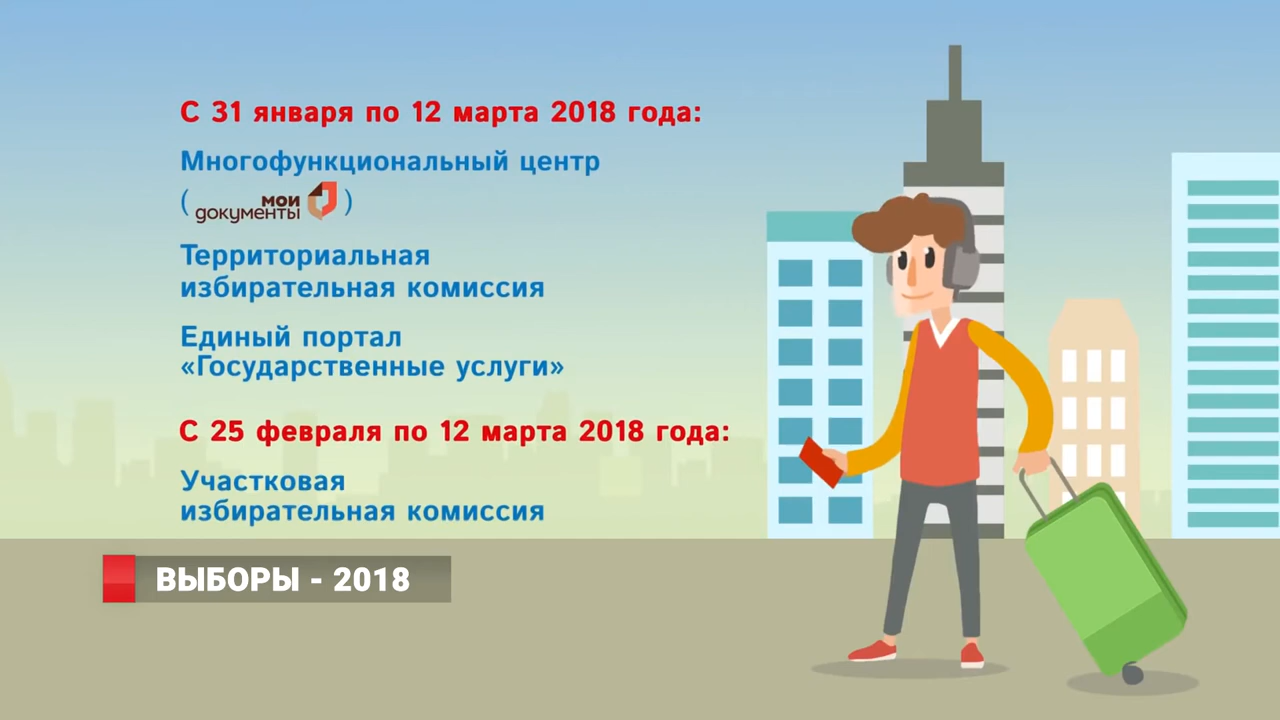 С 31 января по 12 марта 2018 года:
Многофункциональный центр
( мои документы )
Территориальная
избирательная комиссия
Единый портал
«Государственные услуги»
С 25 февраля по 12 марта 2018 года:
Участковая
избирательная комиссия
ВЫБОРЫ - 2018